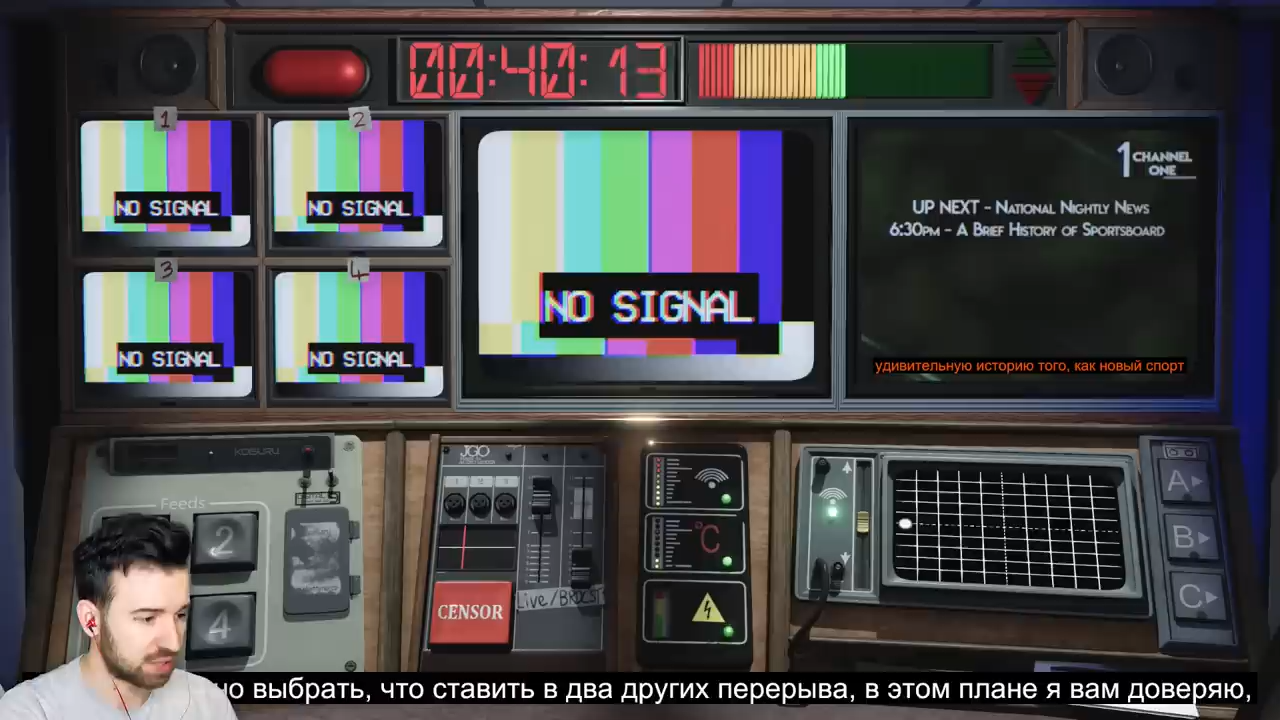 00:40:13
1
2
NO SIGNAL
NO SIGNAL
3
4
NO SIGNAL
NO SIGNAL
NO SIGNAL
1 CHANNEL
ONE
UP NEXT - NATIONAL NIGHTLY NEWS
6:30PM - A BRIEF HISTORY OF SPORTSBOARD
удивительную историю того, как новый спорт
KOBURU
Feeds
2
4
JGO
CENSOR
Live/BRDCST
°C
A
B
C
но выбрать, что ставить в два других перерыва, в этом плане я вам доверяю,